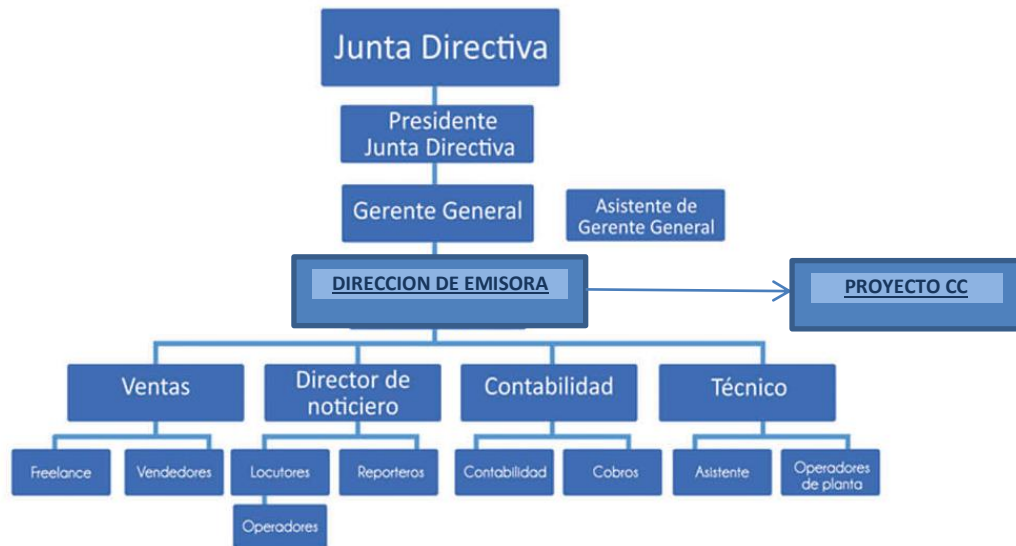 Junta Directiva
Presidente
Junta Directiva
Gerente General
Asistente de
Gerente General
DIRECCION DE EMISORA
PROYECTO CC
Ventas
Director de
noticiero
Contabilidad
Técnico
Freelance
Vendedores
Locutores
Reporteros
Contabilidad
Cobros
Asistente
Operadores
de planta
Operadores